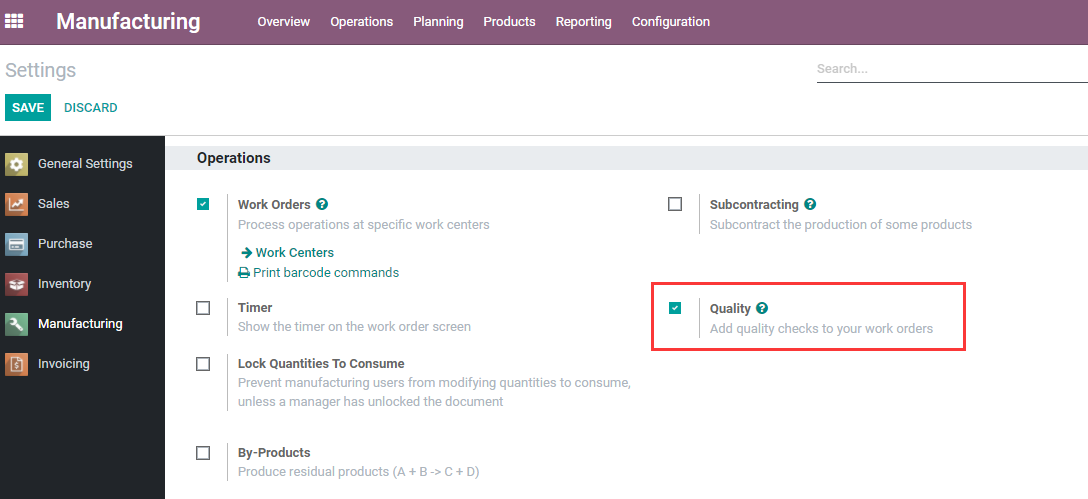 Manufacturing
Overview Operations Planning Products Reporting Configuration
Settings
Search...
SAVE DISCARD
General Settings
Sales
Purchase
Inventory
Manufacturing
Invoicing
Operations
Work Orders ?
Process operations at specific work centers
Work Centers
Print barcode commands
Subcontracting ?
Subcontract the production of some products
Timer
Show the timer on the work order screen
Quality ?
Add quality checks to your work orders
Lock Quantities To Consume
Prevent manufacturing users from modifying quantities to consume,
unless a manager has unlocked the document
By-Products
Produce residual products (A + B -> C + D)